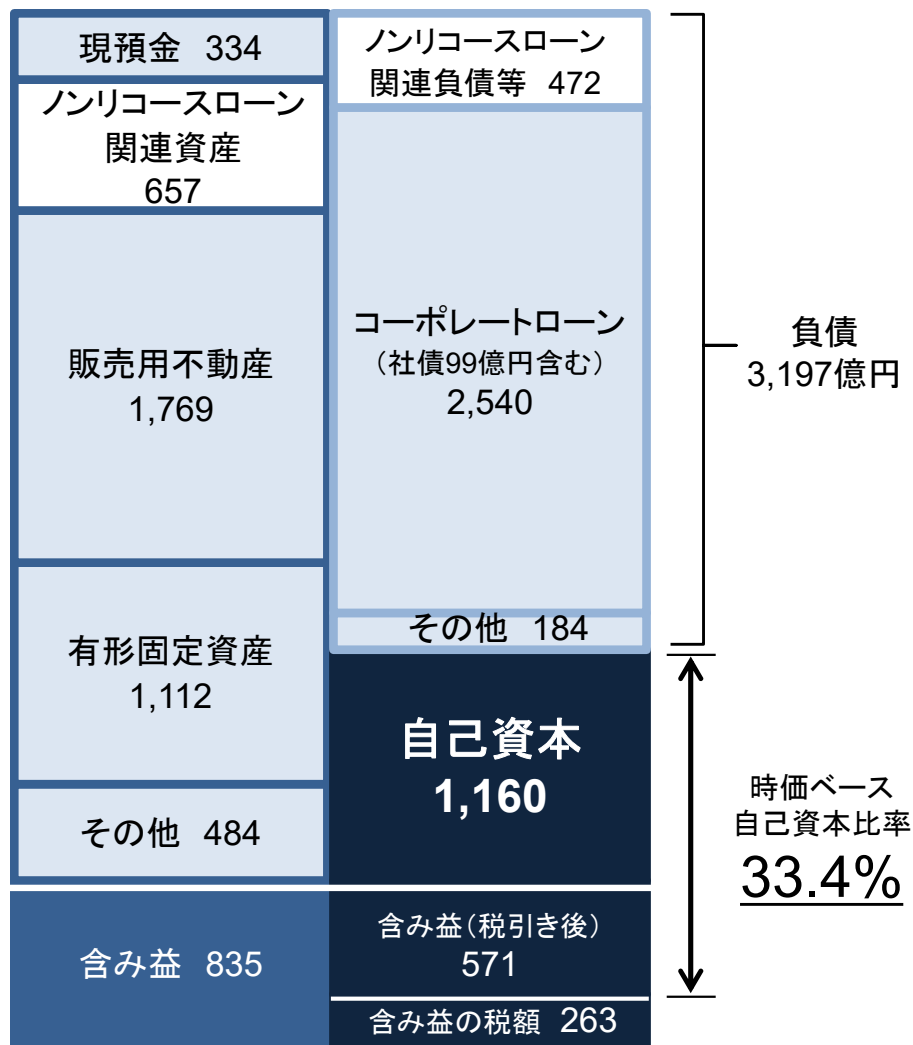 現預金 334
ノンリコースローン
関連資産
657
販売用不動産
1,769
有形固定資産
1,112
その他 484
含み益 835
ノンリコースローン
関連負債等 472
コーポレートローン
（社債99億円含む）
2,540
その他 184
自己資本
1,160
含み益（税引き後）
571
含み益の税額 263
負債
3,197億円
時価ベース
自己資本比率
33.4%